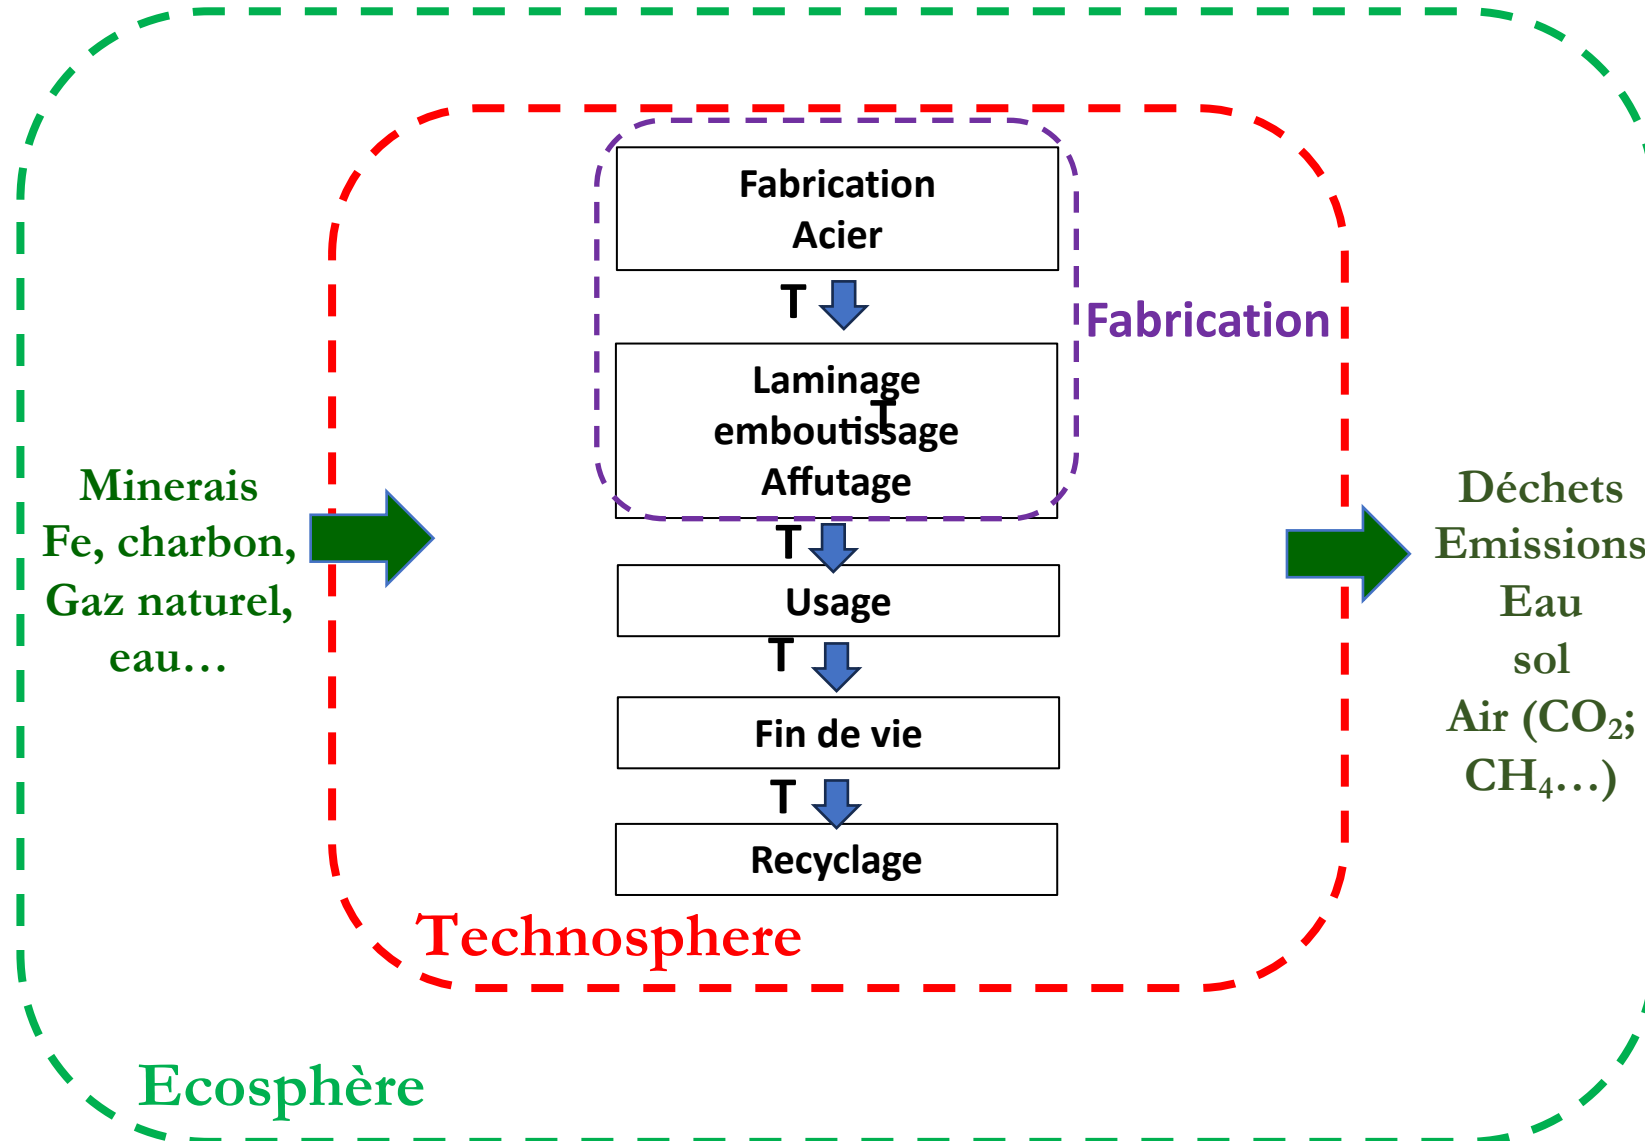 Fabrication
Acier
T
Fabrication
Laminage
T
emboutissage
Affutage
Minerais
Fe, charbon,
Gaz naturel,
eau…
Déchets
Emissions
Eau
sol
Air (CO₂;
CH₄…)
T
Usage
T
Fin de vie
T
Recyclage
Technosphere
Ecosphère